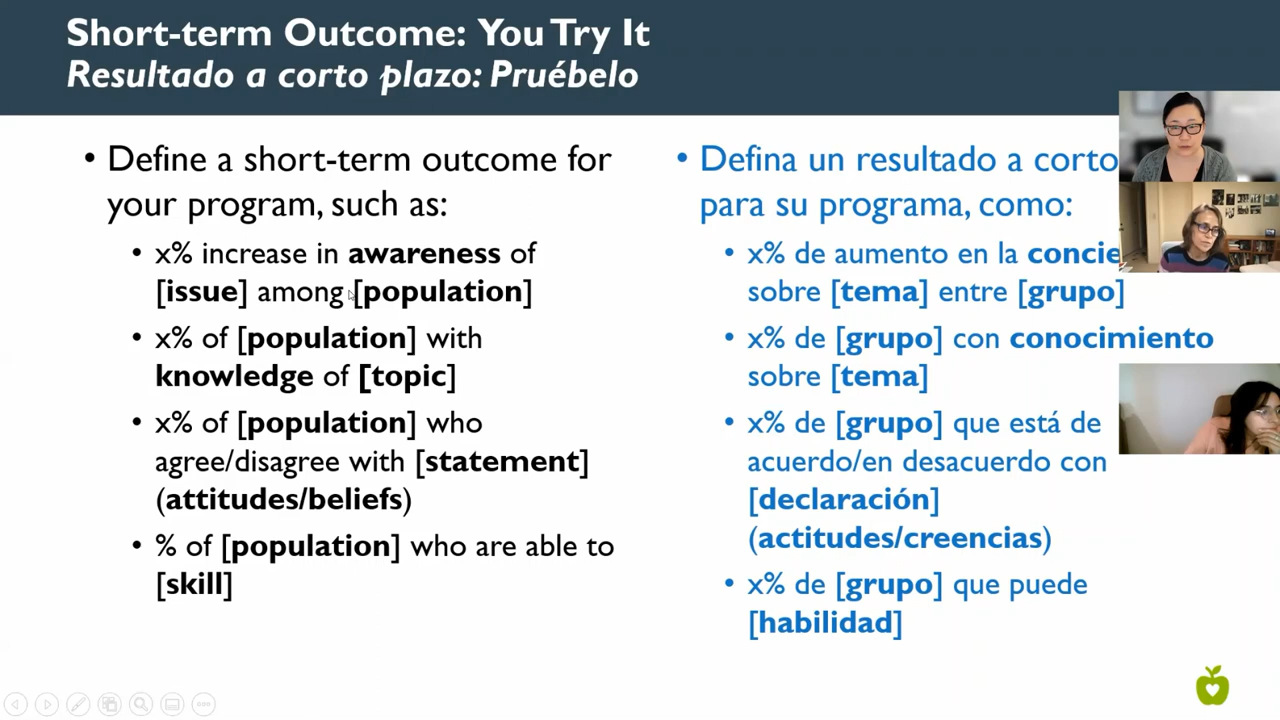 Short-term Outcome: You Try It
Resultado a corto plazo: Pruébelo
• Define a short-term outcome for
your program, such as:
• x% increase in awareness of
[issue] among [population]
• x% of [population] with
knowledge of [topic]
• x% of [population] who
agree/disagree with [statement]
(attitudes/beliefs)
• % of [population] who are able to
[skill]
• Defina un resultado a corto
para su programa, como:
• x% de aumento en la
sobre [tema] entre [grupo]
• x% de [grupo] con conocimiento
sobre [tema]
• x% de [grupo] que está de
acuerdo/en desacuerdo con
[declaración]
(actitudes/creencias)
• x% de [grupo] que puede
[habilidad]